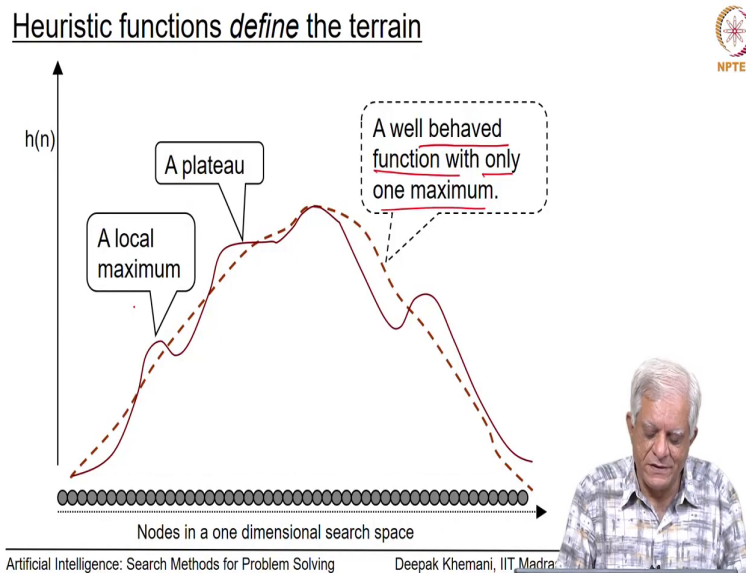 Heuristic functions define the terrain
NPTE
h(n)
A well behaved
function with only
one maximum.
A plateau
A local
maximum
Nodes in a one dimensional search space
Artificial Intelligence: Search Methods for Problem Solving
Deepak Khemani, IIT Madra